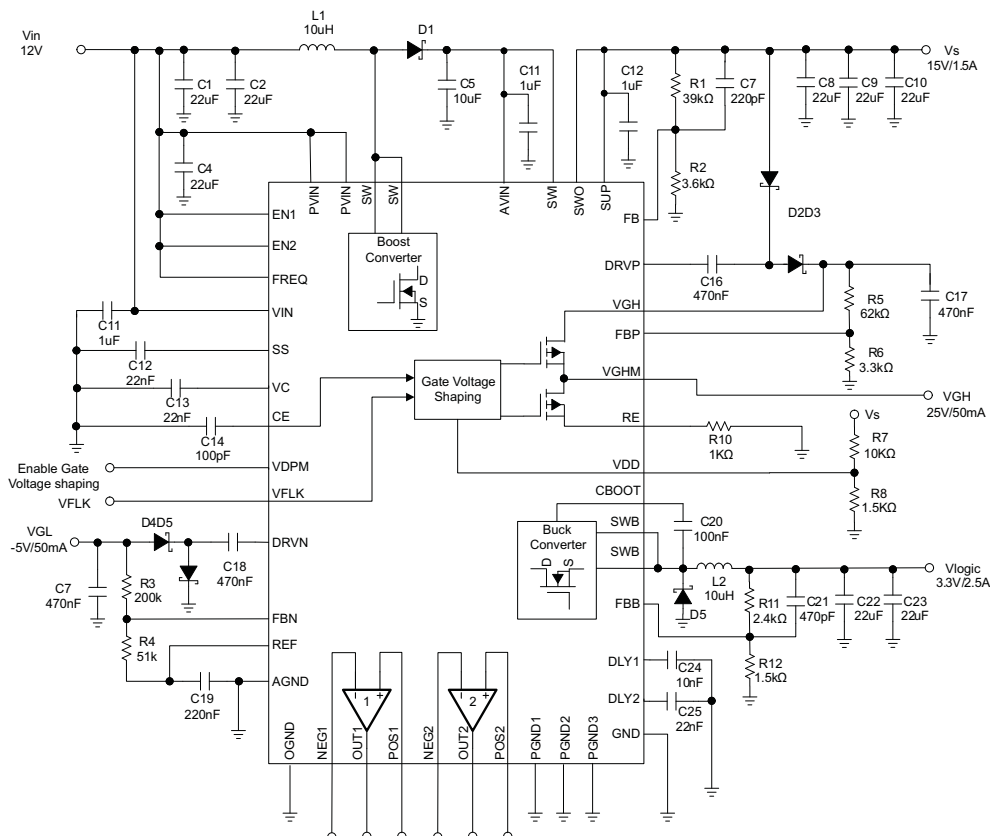 L1
10uH
D1
Vin
12V
C1
22uF
C2
22uF
C5
10uF
C11
1uF
C12
1uF
R1
39kΩ
C7
220pF
C8
22uF
C9
22uF
C10
22uF
Vs
15V/1.5A
C4
22uF
R2
3.6kΩ
D2D3
PVIN
PVIN
SW
SW
AVIN
SWI
SWO
SUP
FB
EN1
EN2
FREQ
VIN
SS
VC
CE
VDPM
VFLK
DRVN
FBN
REF
AGND
Boost
Converter
D
S
DRVP
VGH
FBP
VGHM
RE
VDD
CBOOT
SWB
SWB
FBB
DLY1
DLY2
GND
C16
470nF
R5
62kΩ
C17
470nF
R6
3.3kΩ
C11
1uF
C12
22nF
C13
22nF
C14
100pF
Gate Voltage
Shaping
VGH
25V/50mA
R10
1KΩ
Vs
R7
10KΩ
R8
1.5KΩ
Enable Gate
Voltage shaping
VFLK
VGL
-5V/50mA
D4D5
C18
470nF
C7
470nF
R3
200k
R4
51k
C19
220nF
Buck
Converter
D
S
C20
100nF
L2
10uH
D5
Vlogic
3.3V/2.5A
R11
2.4kΩ
C21
470pF
C22
22uF
C23
22uF
R12
1.5kΩ
C24
10nF
C25
22nF
1
2
- +
- +
OGND
NEG1
OUT1
POS1
NEG2
OUT2
POS2
PGND1
PGND2
PGND3